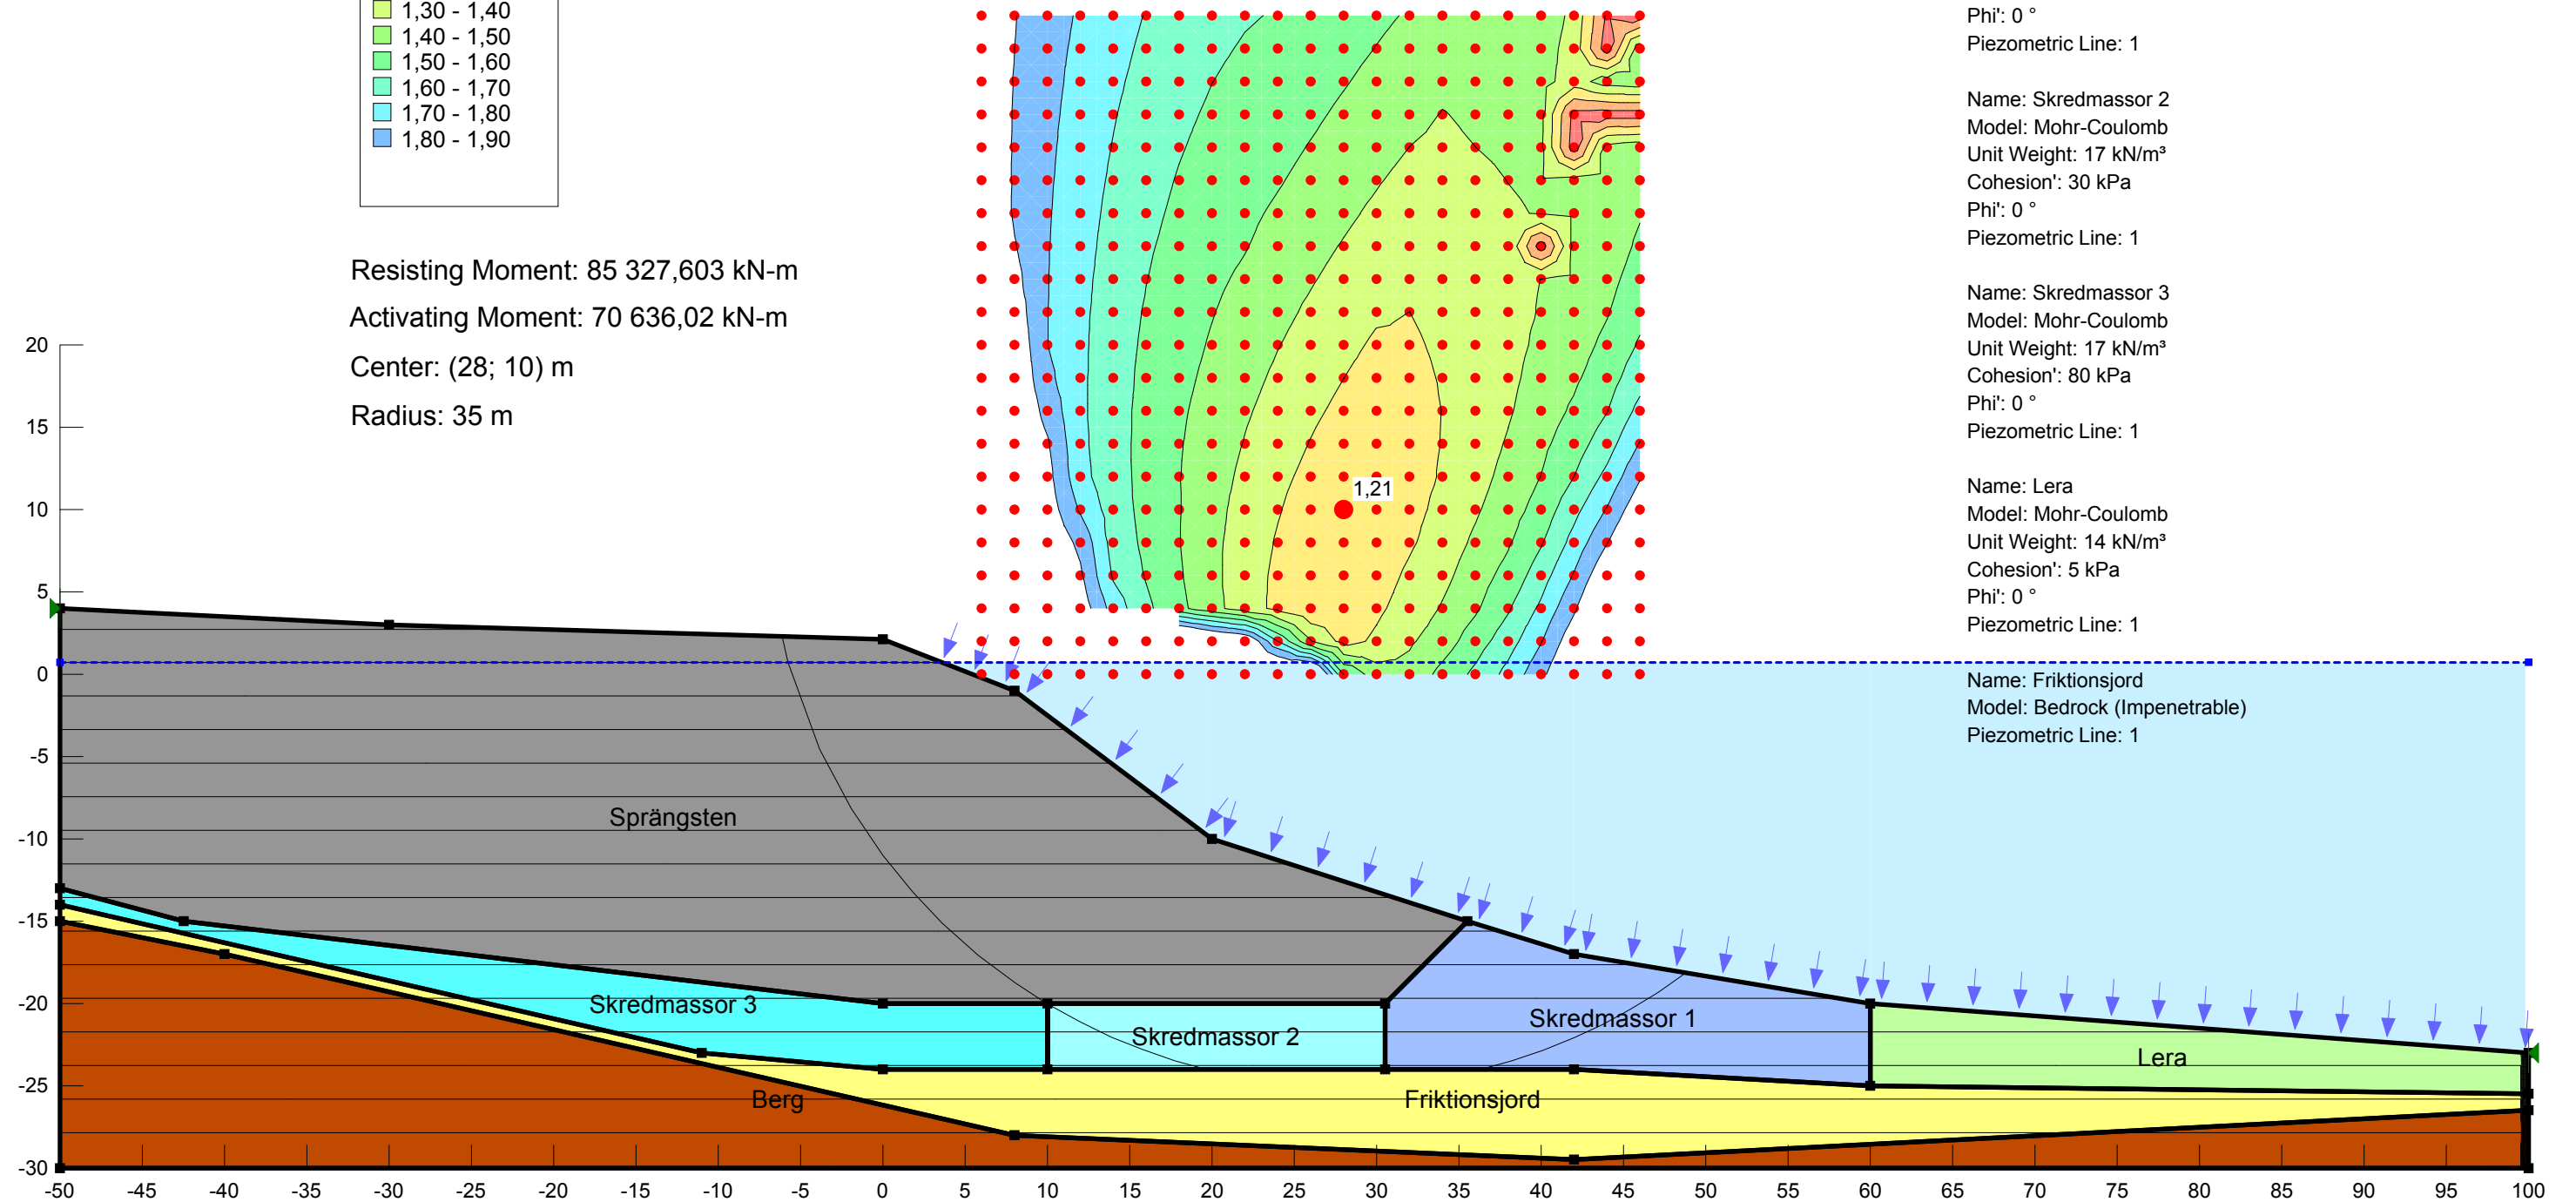 1,30 - 1,40
1,40 - 1,50
1,50 - 1,60
1,60 - 1,70
1,70 - 1,80
1,80 - 1,90
Resisting Moment: 85 327,603 kN-m
Activating Moment: 70 636,02 kN-m
Center: (28; 10) m
Radius: 35 m
Phi': 0 °
Piezometric Line: 1
Name: Skredmassor 2
Model: Mohr-Coulomb
Unit Weight: 17 kN/m³
Cohesion': 30 kPa
Phi': 0 °
Piezometric Line: 1
Name: Skredmassor 3
Model: Mohr-Coulomb
Unit Weight: 17 kN/m³
Cohesion': 80 kPa
Phi': 0 °
Piezometric Line: 1
Name: Lera
Model: Mohr-Coulomb
Unit Weight: 14 kN/m³
Cohesion': 5 kPa
Phi': 0 °
Piezometric Line: 1
Name: Friktionsjord
Model: Bedrock (Impenetrable)
Piezometric Line: 1
1,21
20
15
10
5
0
-5
-10
-15
-20
-25
-30
Sprängsten
Skredmassor 3
Skredmassor 2
Skredmassor 1
Lera
Berg
Friktionsjord
-50 -45 -40 -35 -30 -25 -20 -15 -10 -5 0 5 10 15 20 25 30 35 40 45 50 55 60 65 70 75 80 85 90 95 100